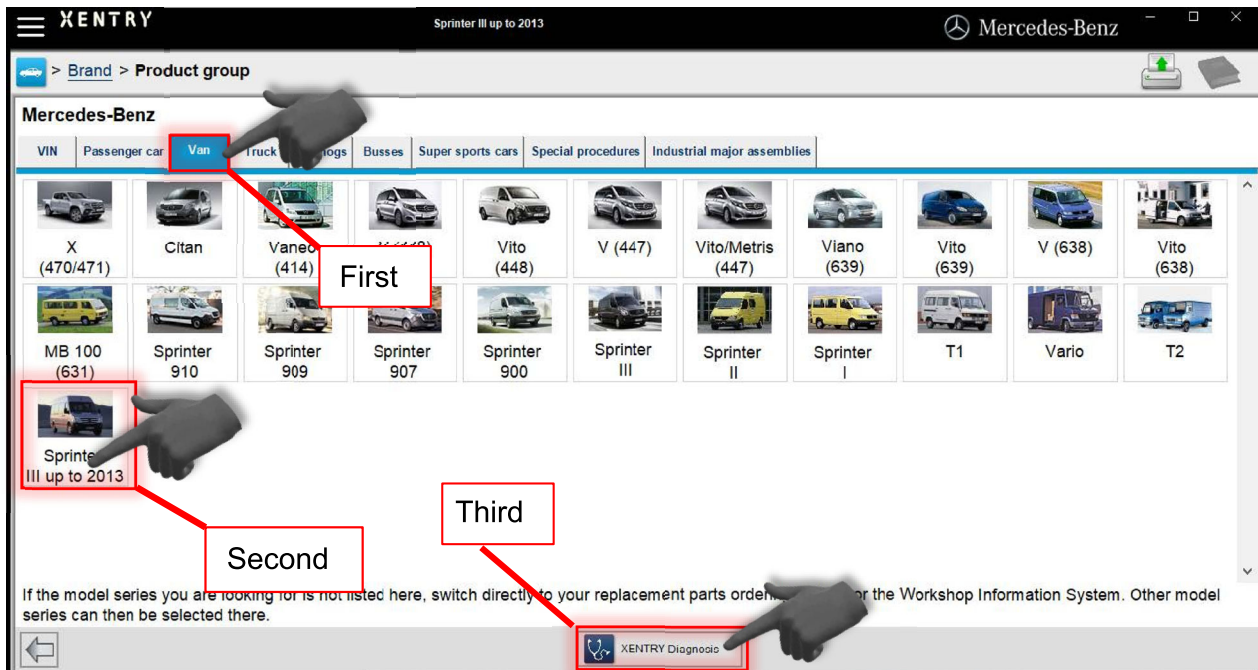 XENTRY
Sprinter III up to 2013
Mercedes-Benz
> Brand > Product group
Mercedes-Benz
VIN
Passenger car
Van
Truck
Busses
Super sports cars
Special procedures
Industrial major assemblies
X
(470/471)
Citan
Vaneo
(414)
Vito
(448)
V (447)
Vito/Metris
(447)
Viano
(639)
Vito
(639)
V (638)
Vito
(638)
First
MB 100
(631)
Sprinter
910
Sprinter
909
Sprinter
907
Sprinter
900
Sprinter
III
Sprinter
II
Sprinter
I
T1
Vario
T2
Sprinter
III up to 2013
Second
Third
If the model series you are looking for is not listed here, switch directly to your replacement parts or the Workshop Information System. Other model
series can then be selected there.
XENTRY Diagnosis